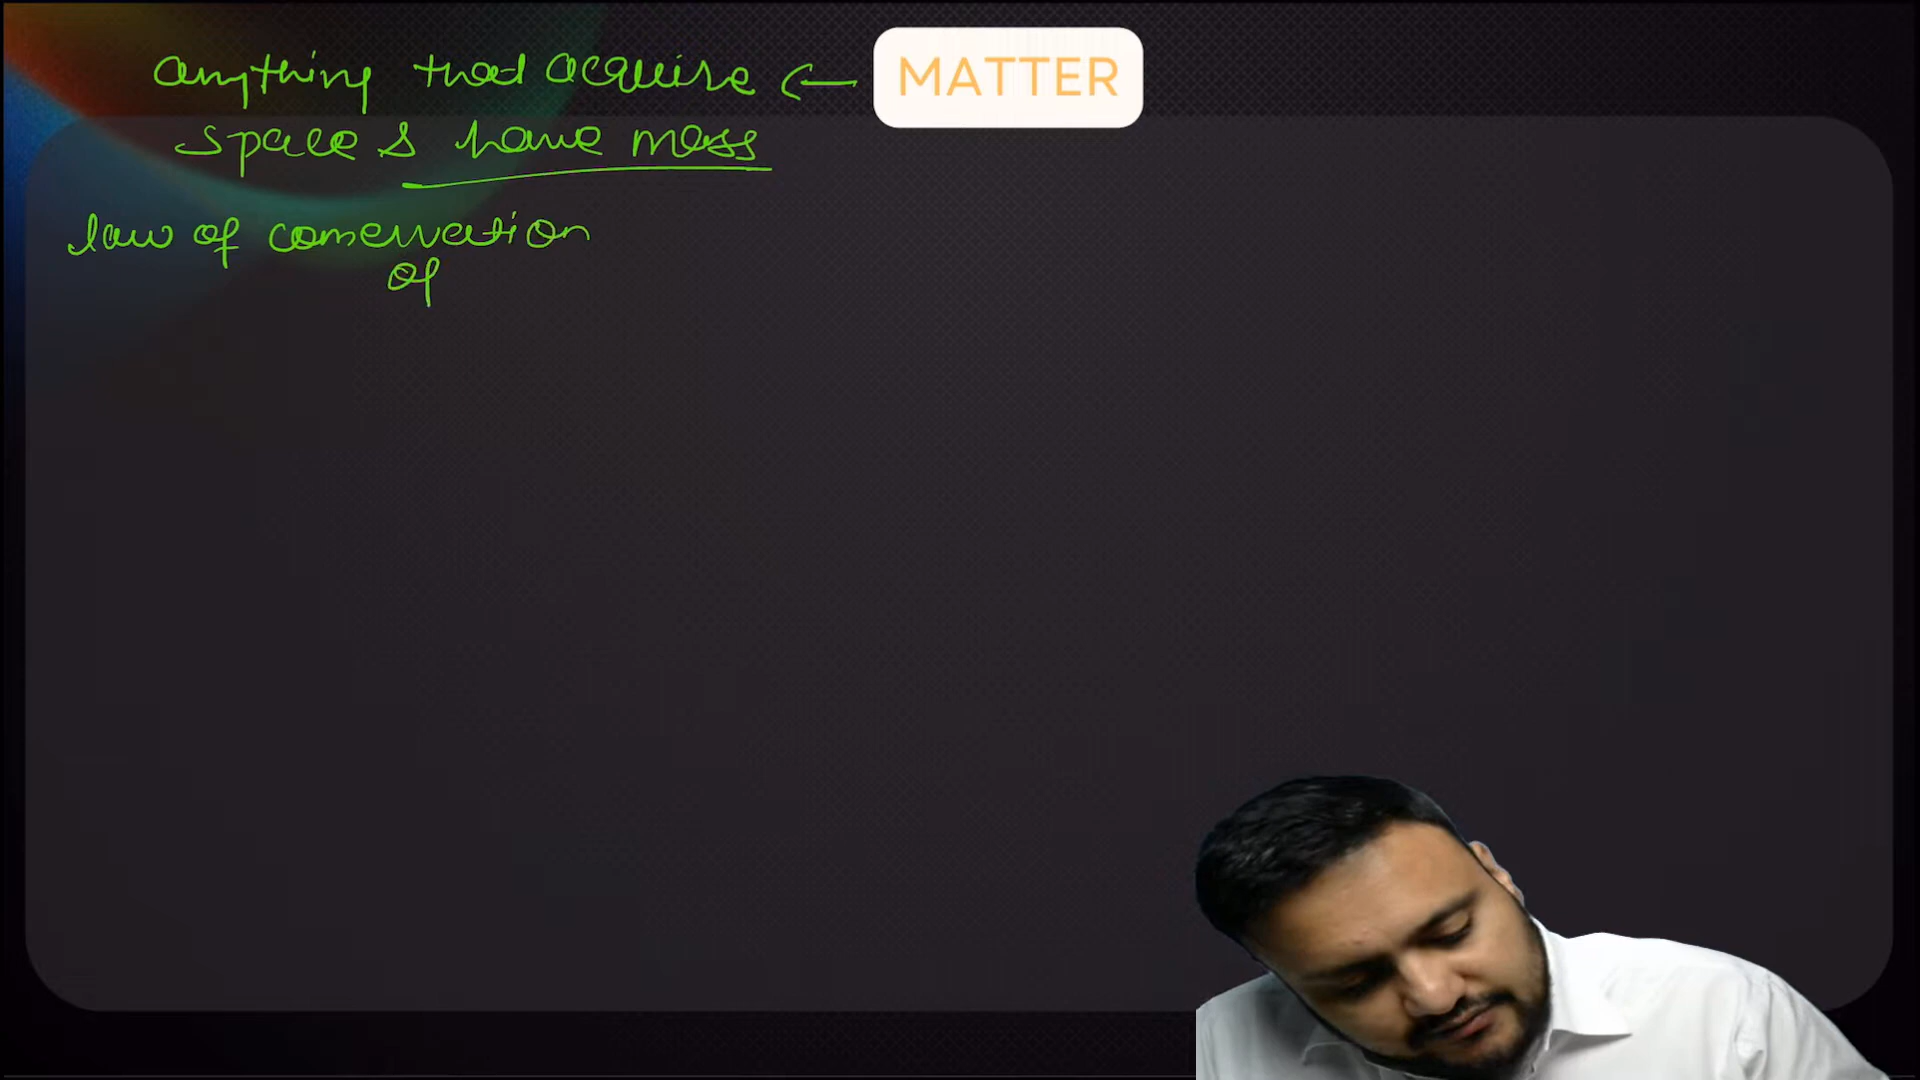 anything that acquire ← MATTER
space & have mass
law of conservation
of